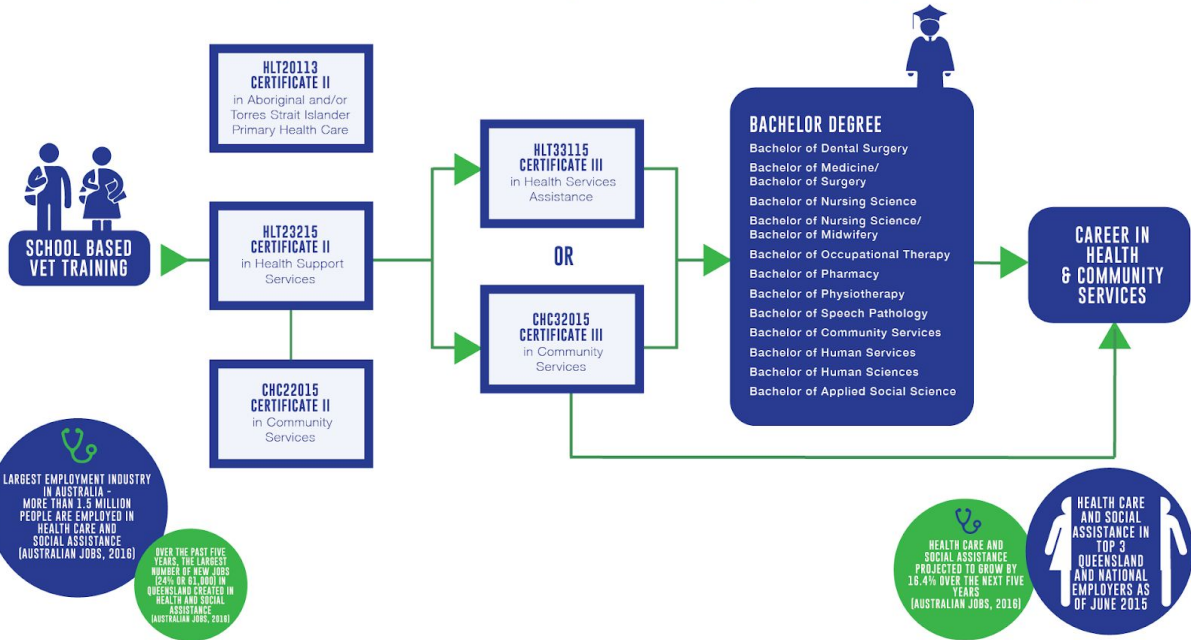 HLT20113
CERTIFICATE II
in Aboriginal and/or
Torres Strait Islander
Primary Health Care
SCHOOL BASED
VET TRAINING
HLT23215
CERTIFICATE II
in Health Support
Services
CHC22015
CERTIFICATE II
in Community
Services
HLT33115
CERTIFICATE III
in Health Services
Assistance
OR
CHC32015
CERTIFICATE III
in Community
Services
BACHELOR DEGREE
Bachelor of Dental Surgery
Bachelor of Medicine/
Bachelor of Surgery
Bachelor of Nursing Science
Bachelor of Nursing Science/
Bachelor of Midwifery
Bachelor of Occupational Therapy
Bachelor of Pharmacy
Bachelor of Physiotherapy
Bachelor of Speech Pathology
Bachelor of Community Services
Bachelor of Human Services
Bachelor of Human Sciences
Bachelor of Applied Social Science
CAREER IN
HEALTH
& COMMUNITY
SERVICES
LARGEST EMPLOYMENT INDUSTRY
IN AUSTRALIA -
MORE THAN 1.5 MILLION
PEOPLE ARE EMPLOYED IN
HEALTH CARE AND
SOCIAL ASSISTANCE
(AUSTRALIAN JOBS, 2016)
OVER THE PAST FIVE
YEARS, THE LARGEST
NUMBER OF NEW JOBS
(24% OR 61,000) IN
QUEENSLAND CREATED IN
HEALTH AND SOCIAL
ASSISTANCE
(AUSTRALIAN JOBS, 2016)
HEALTH CARE AND
SOCIAL ASSISTANCE
PROJECTED TO GROW BY
16.4% OVER THE NEXT FIVE
YEARS
(AUSTRALIAN JOBS, 2016)
HEALTH CARE
AND SOCIAL
ASSISTANCE IN
TOP 3
QUEENSLAND
AND NATIONAL
EMPLOYERS AS
OF JUNE 2015